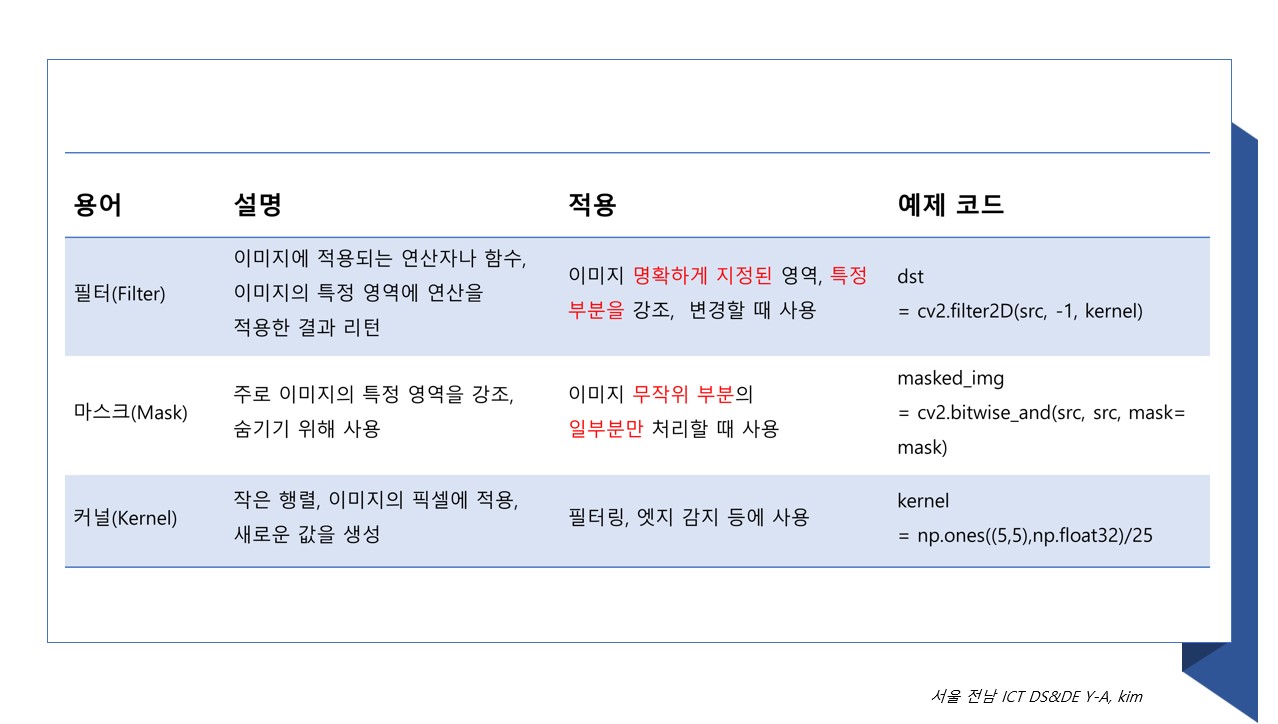 용어 설명 적용 예제 코드
필터(Filter)
이미지에 적용되는 연산자나 함수,
이미지의 특정 영역에 연산을
적용한 결과 리턴
이미지 명확하게 지정된 영역, 특정
부분을 강조, 변경할 때 사용
dst
= cv2.filter2D(src, -1, kernel)
마스크(Mask)
주로 이미지의 특정 영역을 강조,
숨기기 위해 사용
이미지 무작위 부분의
일부분만 처리할 때 사용
masked_img
= cv2.bitwise_and(src, src, mask=
mask)
커널(Kernel)
작은 행렬, 이미지의 픽셀에 적용,
새로운 값을 생성
필터링, 엣지 감지 등에 사용
kernel
= np.ones((5,5),np.float32)/25
서울 전남 ICT DS&DE Y-A, kim